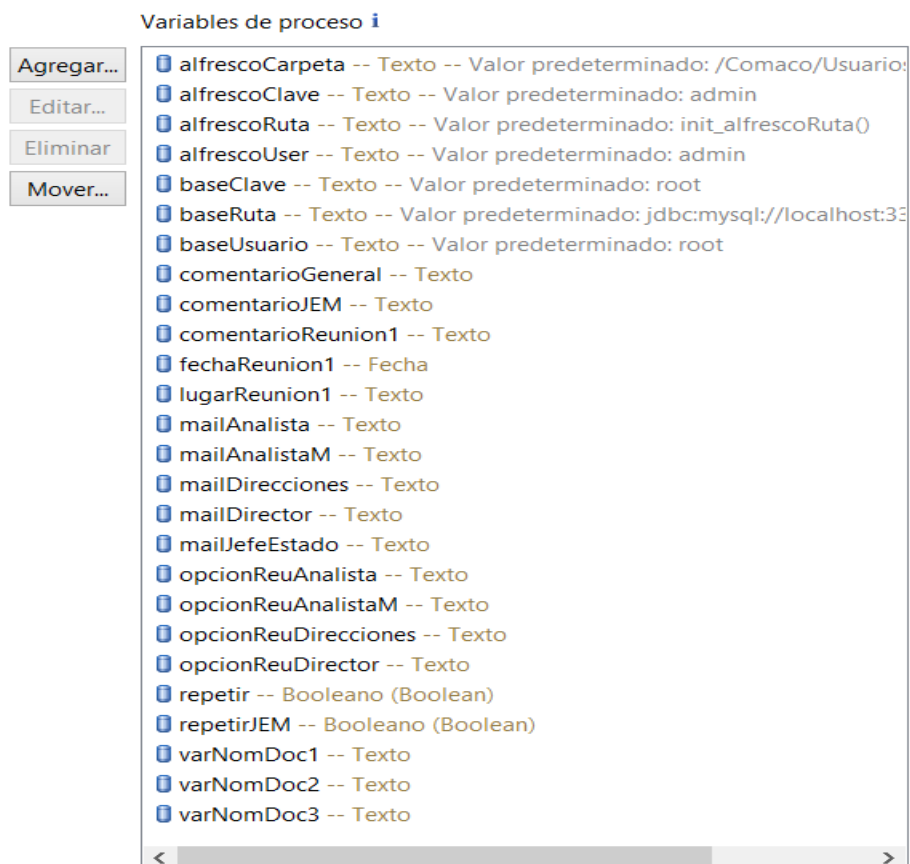 Variables de proceso i
Agregar...
Editar...
Eliminar
Mover...
alfrescoCarpeta -- Texto -- Valor predeterminado: /Comaco/Usuarios
alfrescoClave -- Texto -- Valor predeterminado: admin
alfrescoRuta -- Texto -- Valor predeterminado: init_alfrescoRuta()
alfrescoUser -- Texto -- Valor predeterminado: admin
baseClave -- Texto -- Valor predeterminado: root
baseRuta -- Texto -- Valor predeterminado: jdbc:mysql://localhost:33
baseUsuario -- Texto -- Valor predeterminado: root
comentarioGeneral -- Texto
comentarioJEM -- Texto
comentarioReunion1 -- Texto
fechaReunion1 -- Fecha
lugarReunion1 -- Texto
mailAnalista -- Texto
mailAnalistaM -- Texto
mailDirecciones -- Texto
mailDirector -- Texto
mailJefeEstado -- Texto
opcionReuAnalista -- Texto
opcionReuAnalistaM -- Texto
opcionReuDirecciones -- Texto
opcionReuDirector -- Texto
repetir -- Booleano (Boolean)
repetirJEM -- Booleano (Boolean)
varNomDoc1 -- Texto
varNomDoc2 -- Texto
varNomDoc3 -- Texto